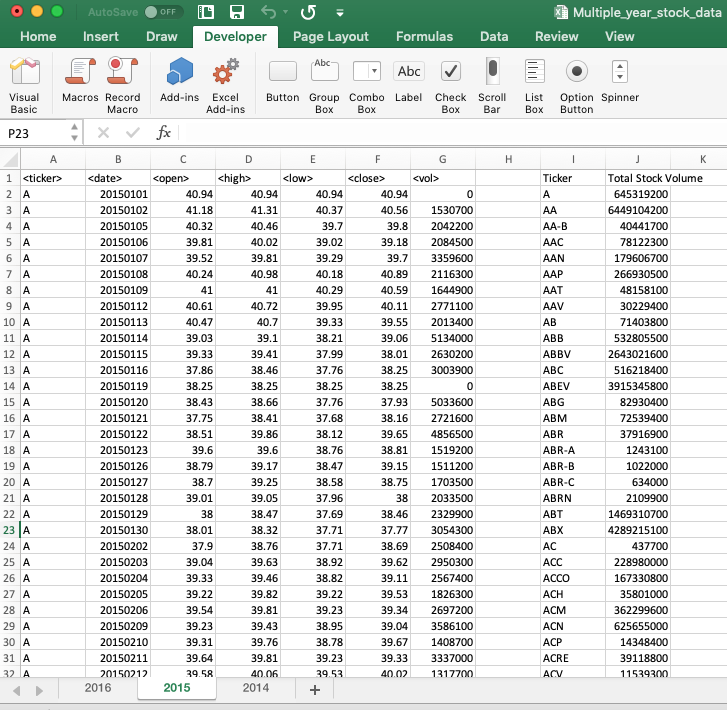 AutoSave OFF Multiple_year_stock_data
Home Insert Draw Developer Page Layout Formulas Data Review View
Visual Basic Macros Record Macro Add-ins Excel Add-ins Button Group Box Combo Box Label Check Box Scroll Bar List Box Option Button Spinner
Abc Abc
P23 fx
A B C D E F G H I J K
1 <ticker> <date> <open> <high> <low> <close> <vol> Ticker Total Stock Volume
2 A 20150101 40.94 40.94 40.94 40.94 0 A 645319200
3 A 20150102 41.18 41.31 40.37 40.56 1530700 AA 6449104200
4 A 20150105 40.32 40.46 39.7 39.8 2042200 AA-B 40441700
5 A 20150106 39.81 40.02 39.02 39.18 2084500 AAC 78122300
6 A 20150107 39.52 39.81 39.29 39.7 3359600 AAN 179606700
7 A 20150108 40.24 40.98 40.18 40.89 2116300 AAP 266930500
8 A 20150109 41 41 40.29 40.59 1644900 AAT 48158100
9 A 20150112 40.61 40.72 39.95 40.11 2771100 AAV 30229400
10 A 20150113 40.47 40.7 39.33 39.55 2013400 AB 71403800
11 A 20150114 39.03 39.1 38.21 39.06 5134000 ABB 532805500
12 A 20150115 39.33 39.41 37.99 38.01 2630200 ABBV 2643021600
13 A 20150116 37.86 38.46 37.76 38.25 3003900 ABC 516218400
14 A 20150119 38.25 38.25 38.25 38.25 0 ABEV 3915345800
15 A 20150120 38.43 38.66 37.76 37.93 5033600 ABG 82930400
16 A 20150121 37.75 38.41 37.68 38.16 2721600 ABM 72539400
17 A 20150122 38.51 39.86 38.12 39.65 4856500 ABR 37916900
18 A 20150123 39.6 39.6 38.76 38.81 1519200 ABR-A 1243100
19 A 20150126 38.79 39.17 38.47 39.15 1511200 ABR-B 1022000
20 A 20150127 38.7 39.25 38.58 38.75 1703500 ABR-C 634000
21 A 20150128 39.01 39.05 37.96 38 2033500 ABRN 2109900
22 A 20150129 38 38.47 37.69 38.46 2329900 ABT 1469310700
23 A 20150130 38.01 38.32 37.71 37.77 3054300 ABX 4289215100
24 A 20150202 37.9 38.76 37.71 38.69 2508400 AC 437700
25 A 20150203 39.04 39.63 38.92 39.62 2950300 ACC 228980000
26 A 20150204 39.33 39.46 38.82 39.11 2567400 ACCO 167330800
27 A 20150205 39.22 39.82 39.22 39.53 1826300 ACH 35801000
28 A 20150206 39.54 39.81 39.23 39.34 2697200 ACM 362299600
29 A 20150209 39.23 39.43 38.95 39.04 3586100 ACN 625655000
30 A 20150210 39.31 39.76 38.78 39.67 1408700 ACP 14348400
31 A 20150211 39.64 39.81 39.23 39.33 3337000 ACRE 39118800
32 A 20150212 39.58 40.06 39.53 40.02 1317700 ACV 11539300
2016 2015 2014